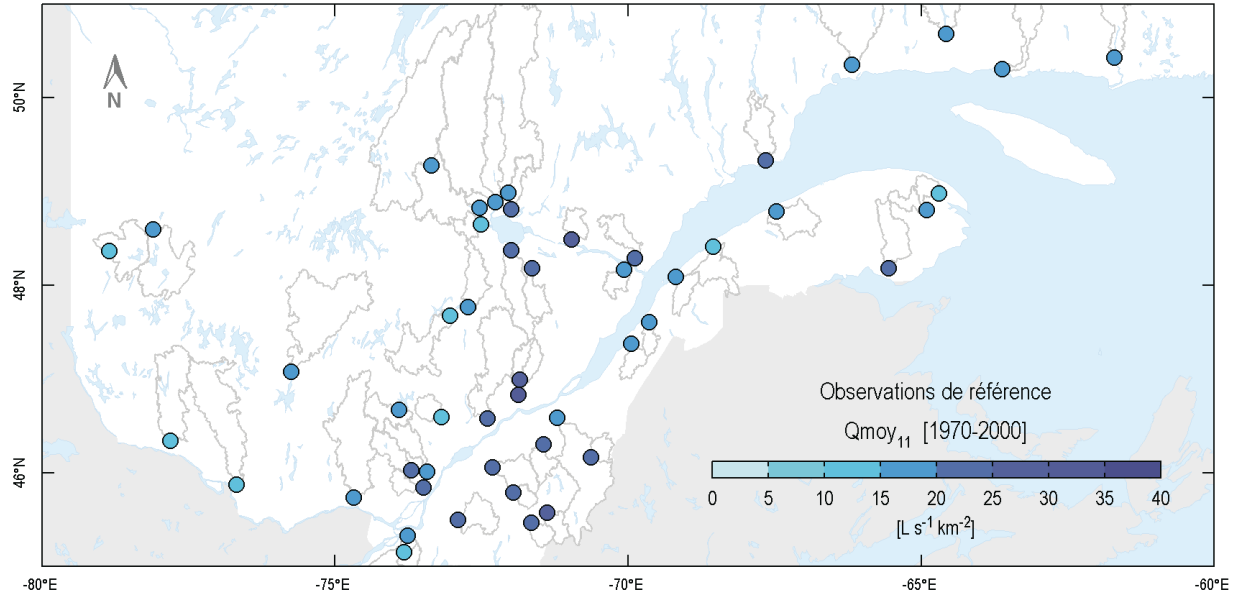 50°N
N
48°N
46°N
Observations de référence
Qmoy11 [1970-2000]
0 5 10 15 20 25 30 35 40
[L s-1 km-2]
-80°E -75°E -70°E -65°E -60°E